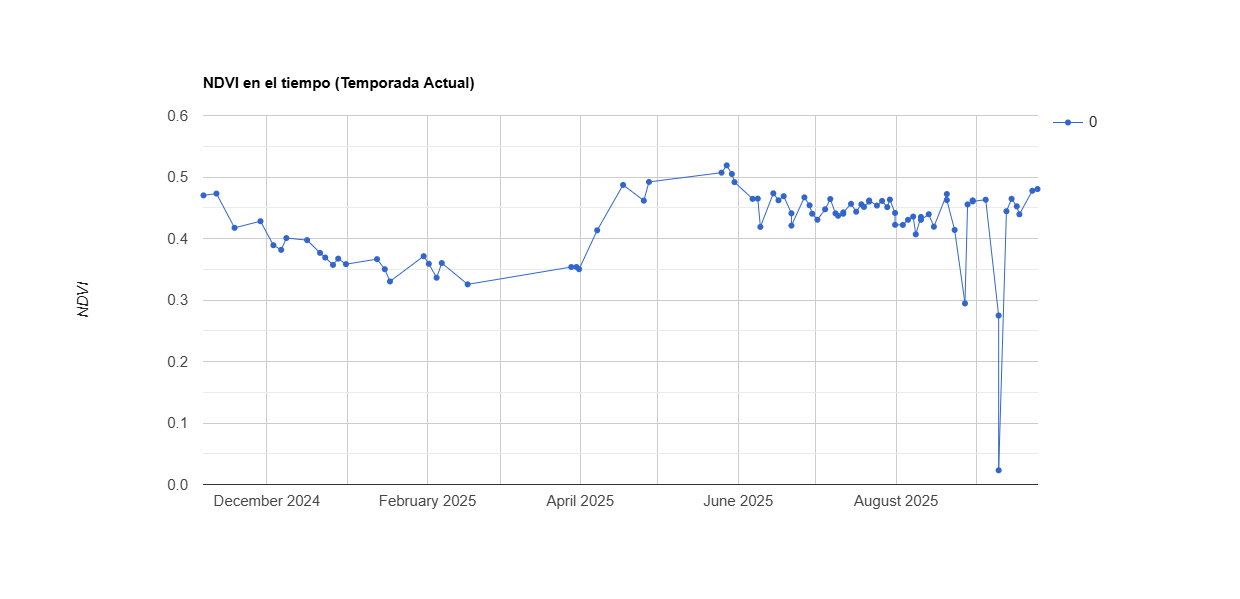 NDVI en el tiempo (Temporada Actual)
0
0.6
0.5
0.4
0.3
0.2
0.1
0.0
NDVI
December 2024
February 2025
April 2025
June 2025
August 2025